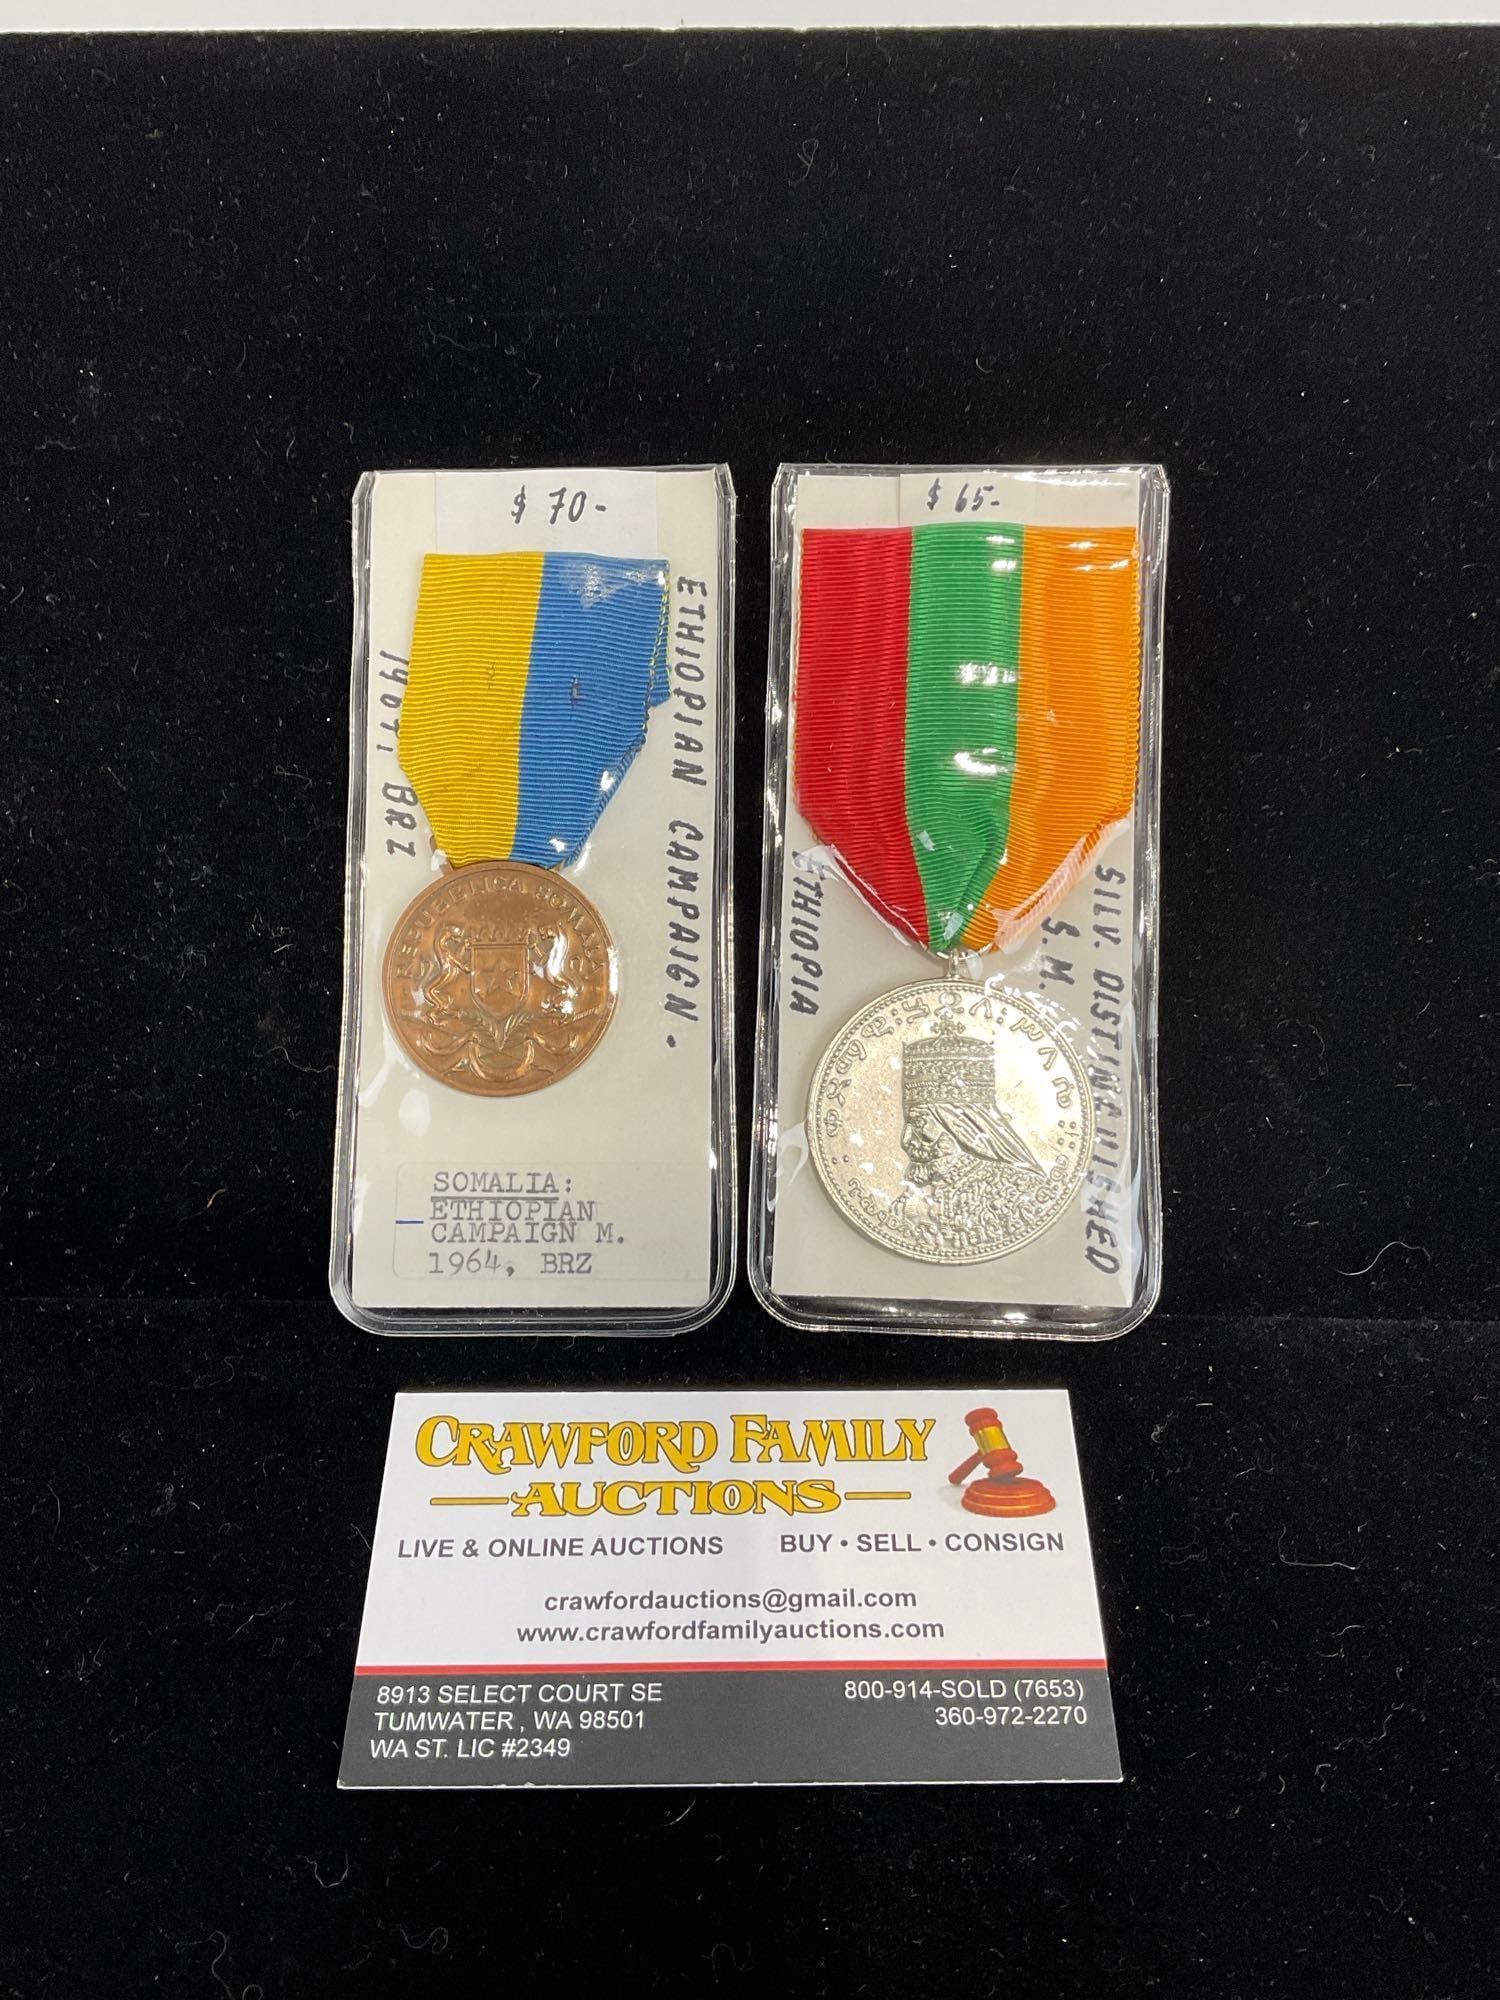 $ 70-
ETHIOPIAN CAMPAIGN.
BRZ
REPUBBLICA SOMALA
SOMALIA:
ETHIOPIAN
CAMPAIGN M.
1964, BRZ
$ 65-
ETHIOPIA
SILV. DISTINGUISHED
S.M.
CRAWFORD FAMILY
AUCTIONS
LIVE & ONLINE AUCTIONS BUY • SELL • CONSIGN
crawfordauctions@gmail.com
www.crawfordfamilyauctions.com
8913 SELECT COURT SE
TUMWATER , WA 98501
WA ST. LIC #2349
800-914-SOLD (7653)
360-972-2270